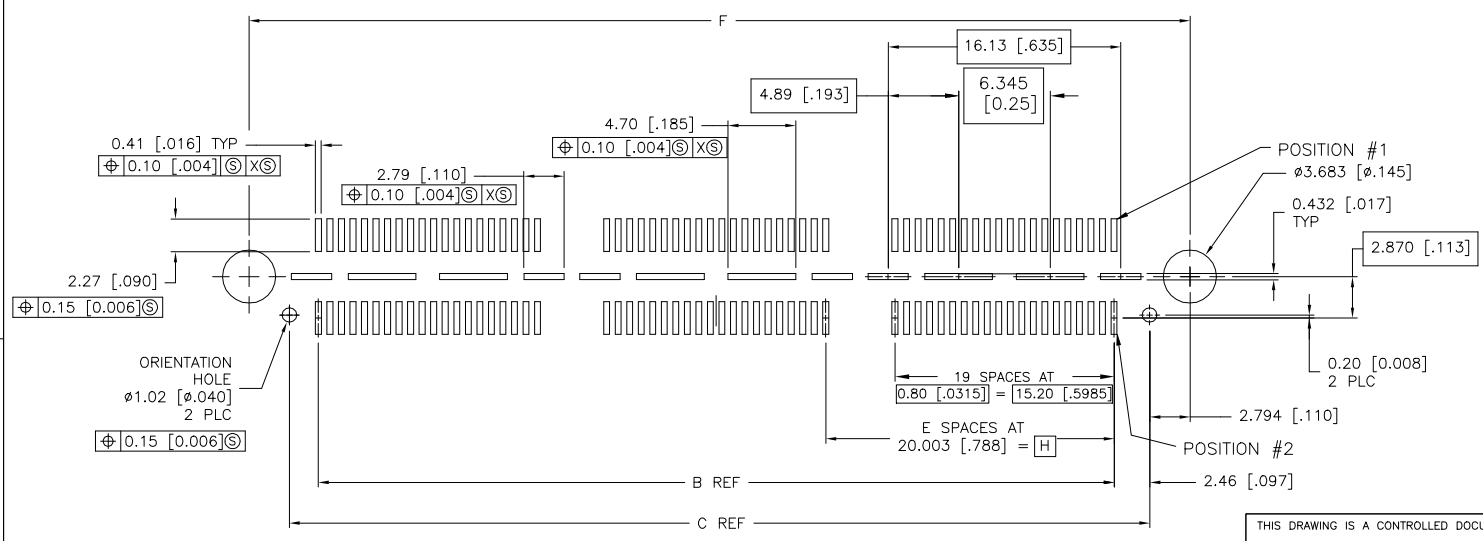 F
16.13 [.635]
6.345
[0.25]
4.89 [.193]
4.70 [.185]
⌖ 0.10 [.004]Ⓢ XⓈ
0.41 [.016] TYP
⌖ 0.10 [.004]Ⓢ XⓈ
2.79 [.110]
⌖ 0.10 [.004]Ⓢ XⓈ
POSITION #1
ø3.683 [ø.145]
0.432 [.017]
TYP
2.870 [.113]
2.27 [.090]
⌖ 0.15 [0.006]Ⓢ
ORIENTATION
HOLE
ø1.02 [ø.040]
2 PLC
⌖ 0.15 [0.006]Ⓢ
0.20 [0.008]
2 PLC
19 SPACES AT
0.80 [.0315] = 15.20 [.5985]
2.794 [.110]
E SPACES AT
20.003 [.788] = H
POSITION #2
2.46 [.097]
B REF
C REF
THIS DRAWING IS A CONTROLLED DOCU